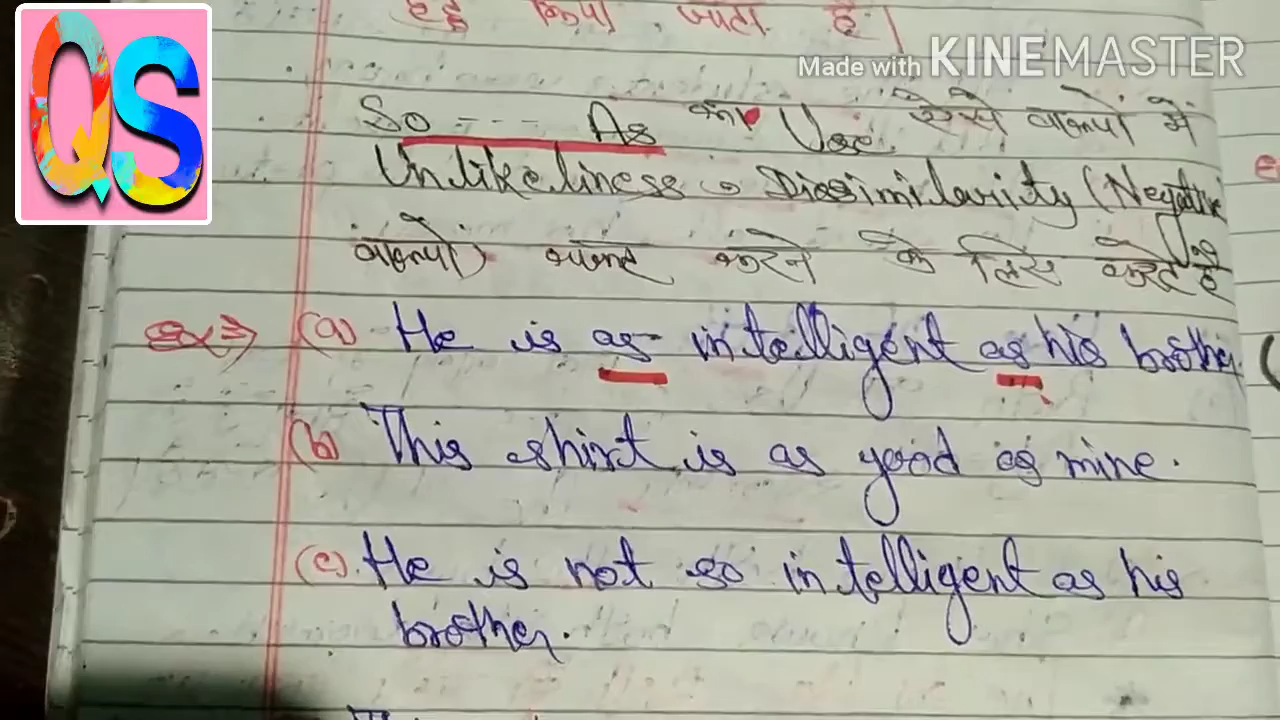 QS
Made with KINEMASTER
किया जाता है।
So --- As का Use ऐसे वाक्यों में
Unlikeliness व Dissimilarity (Negative
वाक्यों) प्रकट करने के लिए करते है
Ex⇒ (a) He is as intelligent as his brother.
(b) This shirt is as good as mine.
(c) He is not so intelligent as his
brother.